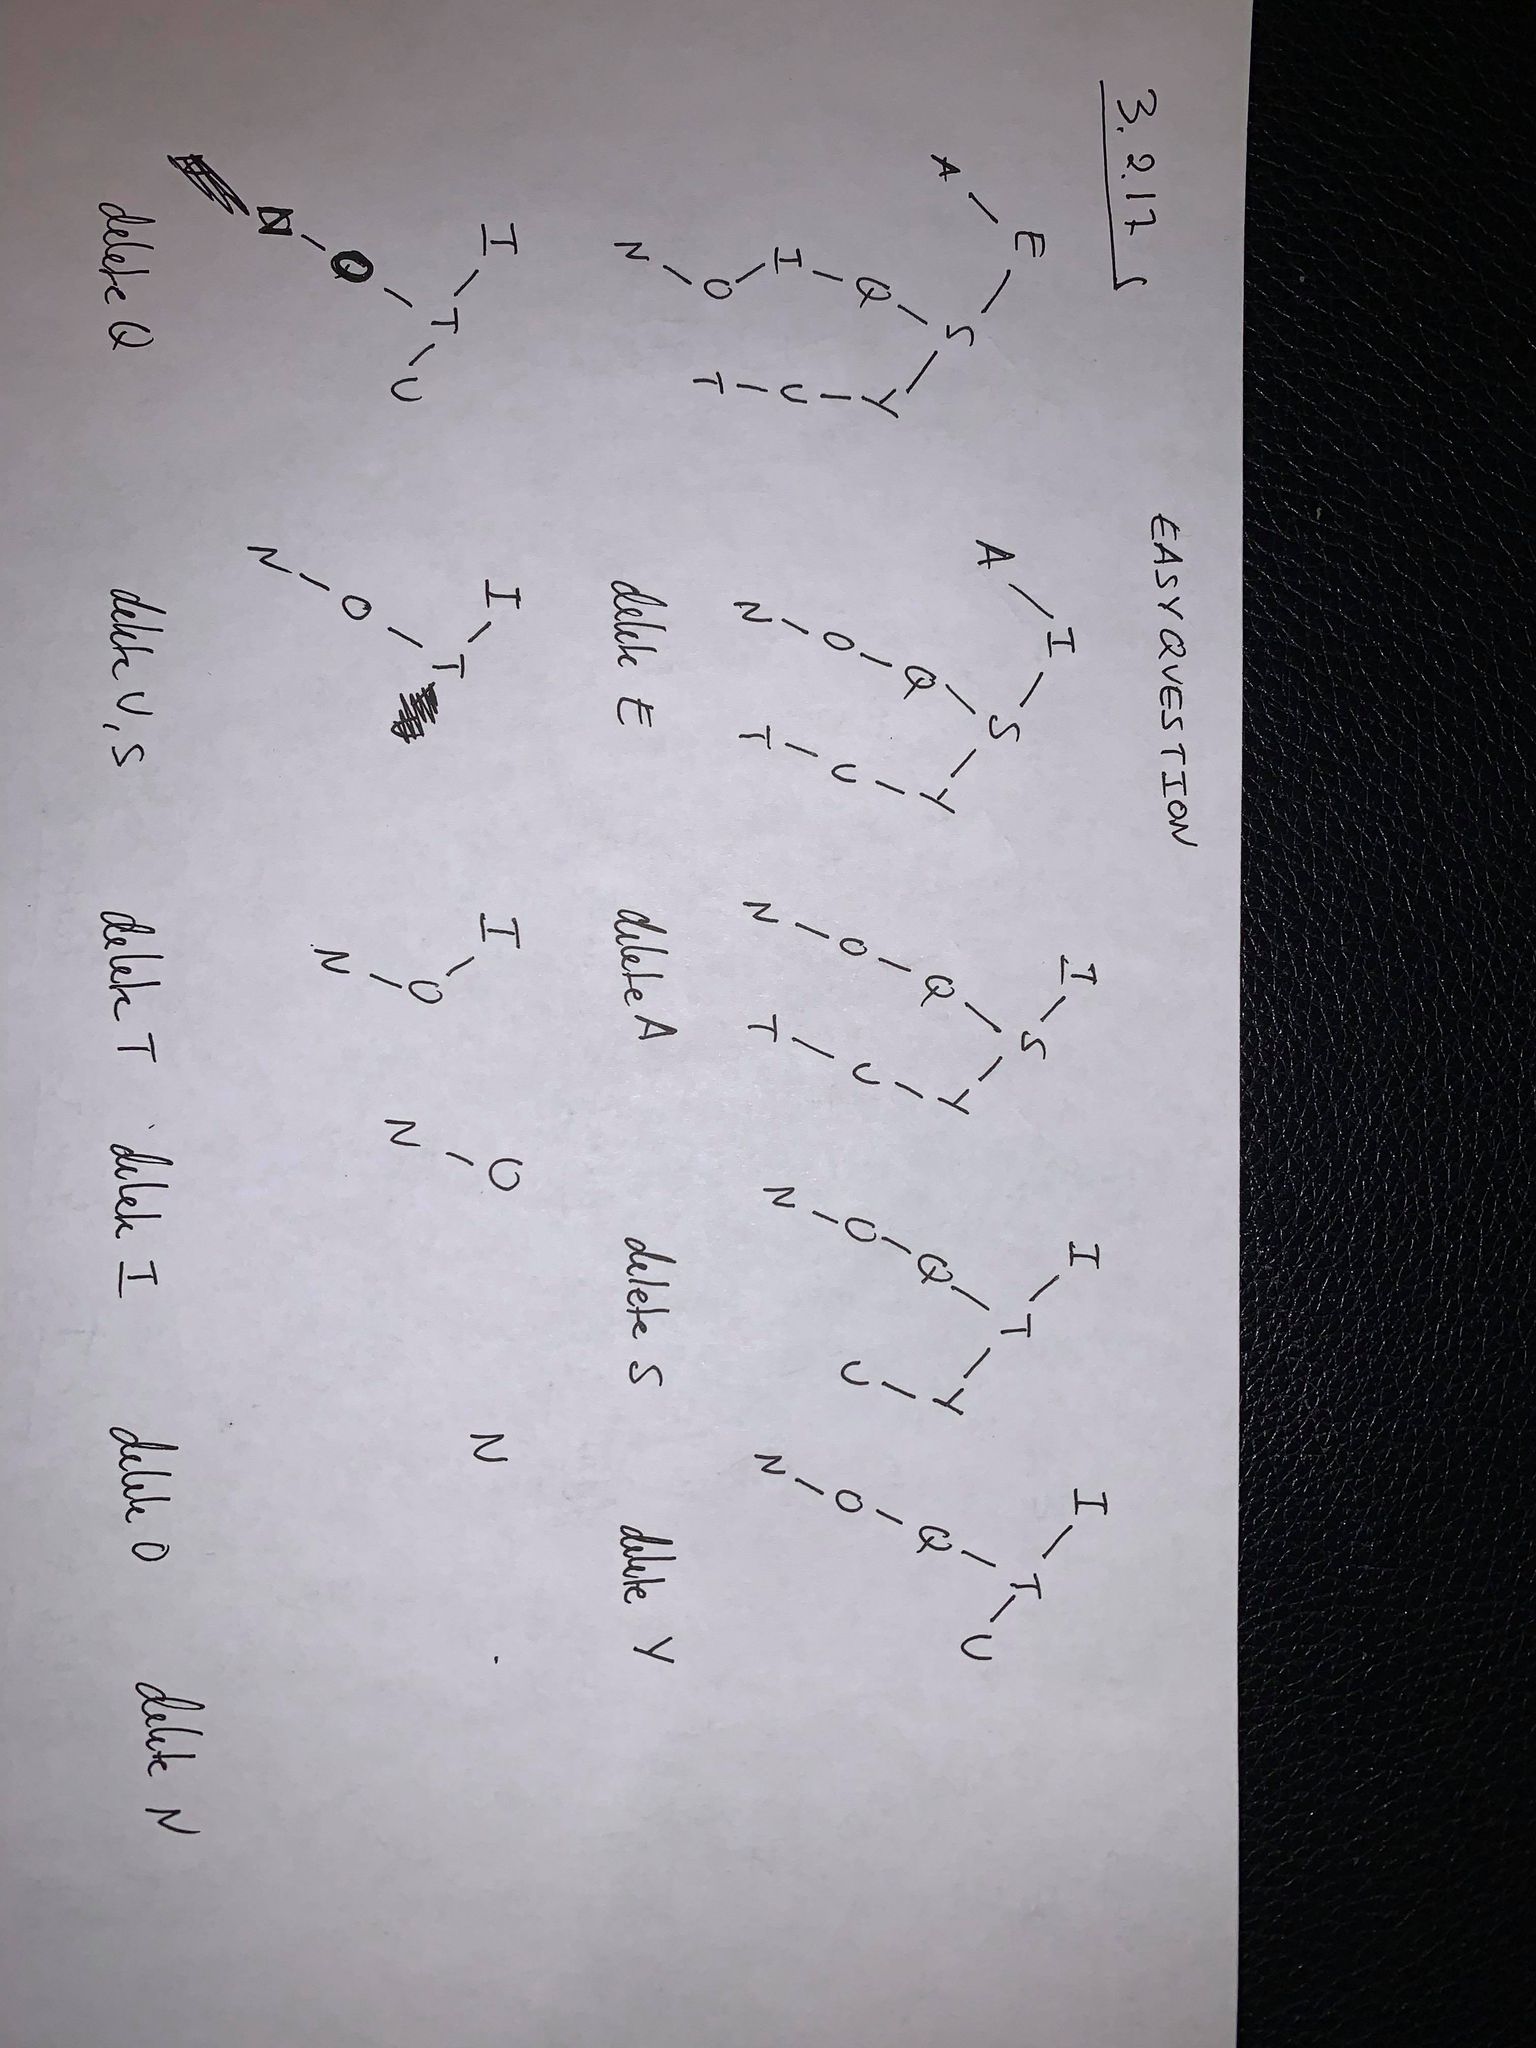 3.2.17
EASYQUESTION
E I I I I
A S A S S T T
Q Y Q Y Q Y Q Y Q U
I U O U O U O U O
O T N T N T N N
N
delete E delete A delete S delete Y
I I I O N
T T O N
O U O N
N N
delete Q delete U, S delete T delete I delete O delete N